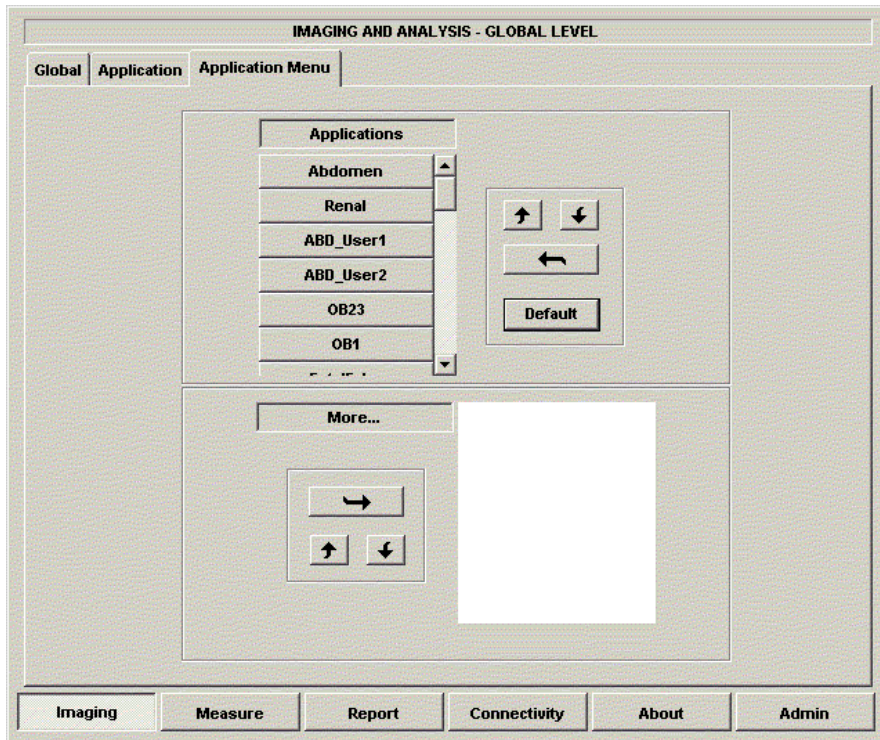 IMAGING AND ANALYSIS - GLOBAL LEVEL
Global Application Application Menu
Applications
Abdomen
Renal
ABD_User1
ABD_User2
OB23
OB1
Default
More...
Imaging Measure Report Connectivity About Admin